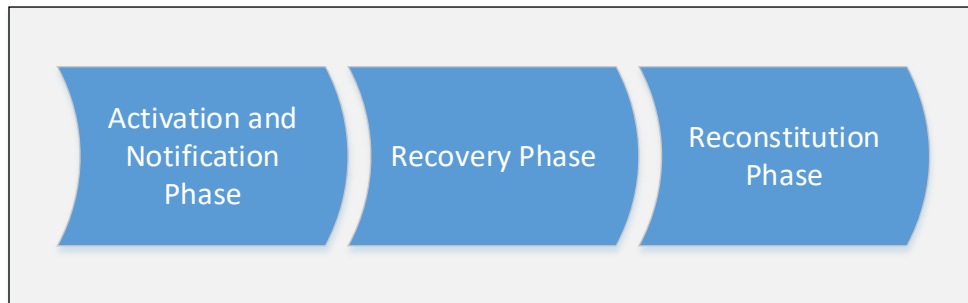 Activation and
Notification
Phase
Recovery Phase
Reconstitution
Phase